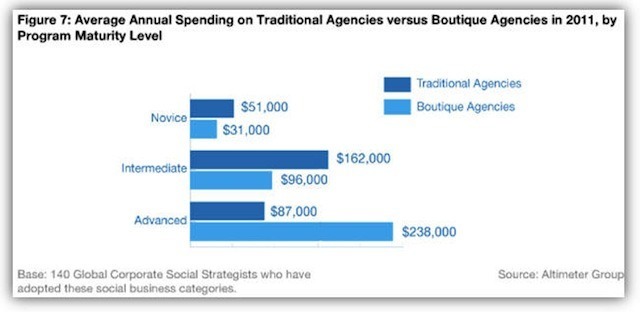 Figure 7: Average Annual Spending on Traditional Agencies versus Boutique Agencies in 2011, by
Program Maturity Level
Traditional Agencies
Boutique Agencies
Novice
$51,000
$31,000
Intermediate
$162,000
$96,000
Advanced
$87,000
$238,000
Base: 140 Global Corporate Social Strategists who have
adopted these social business categories.
Source: Altimeter Group